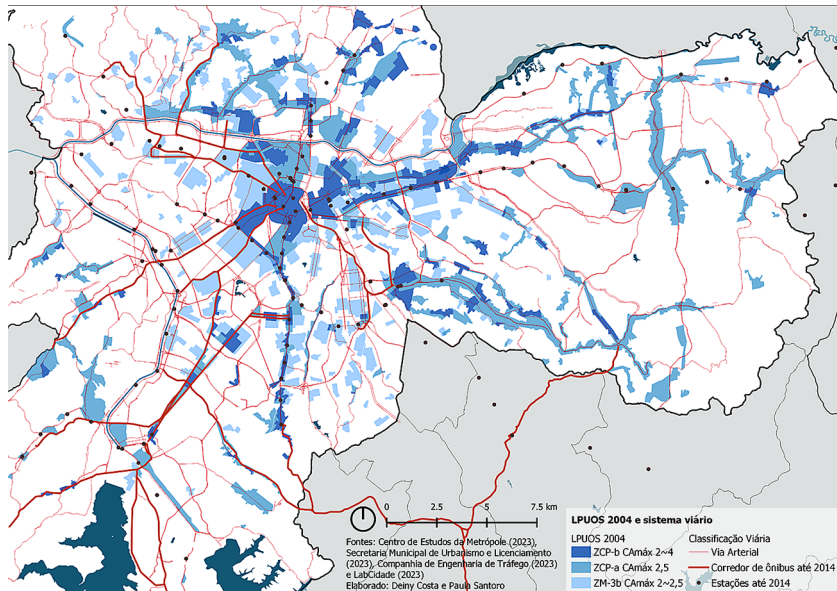 0 2.5 5 7.5 km
Fontes: Centro de Estudos da Metrópole (2023),
Secretaria Municipal de Urbanismo e Licenciamento
(2023), Companhia de Engenharia de Tráfego (2023)
e LabCidade (2023)
Elaborado: Deiny Costa e Paula Santoro
LPUOS 2004 e sistema viário
LPUOS 2004
ZCP-b CAmáx 2~4
ZCP-a CAmáx 2,5
ZM-3b CAmáx 2~2,5
Classificação Viária
Via Arterial
Corredor de ônibus até 2014
Estações até 2014